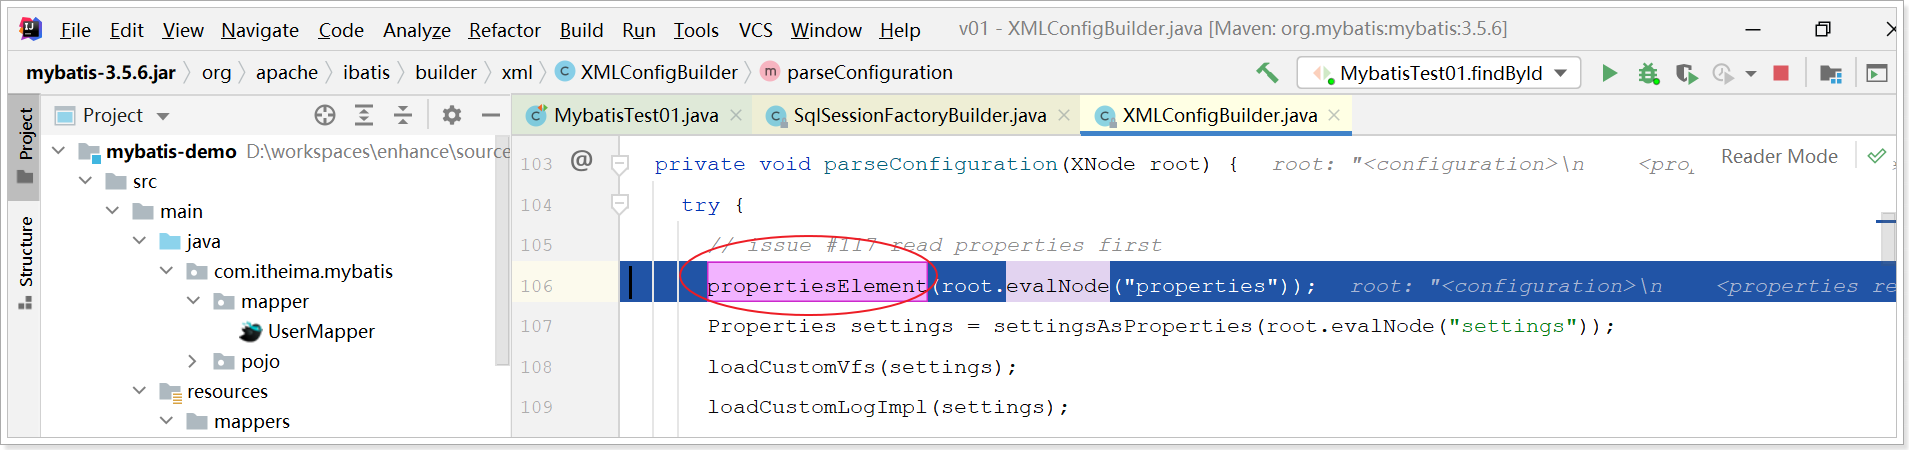 File Edit View Navigate Code Analyze Refactor Build Run Tools VCS Window Help v01 - XMLConfigBuilder.java [Maven: org.mybatis:mybatis:3.5.6]
mybatis-3.5.6.jar org apache ibatis builder xml XMLConfigBuilder parseConfiguration MybatisTest01.findById
Project
Structure
Project
mybatis-demo D:\workspaces\enhance\source
src
main
java
com.itheima.mybatis
mapper
UserMapper
pojo
resources
mappers
MybatisTest01.java SqlSessionFactoryBuilder.java XMLConfigBuilder.java
Reader Mode
103 @ private void parseConfiguration(XNode root) { root: "<configuration>\n <prop
104 try {
105 // issue #117 read properties first
106 propertiesElement(root.evalNode("properties")); root: "<configuration>\n <properties re
107 Properties settings = settingsAsProperties(root.evalNode("settings"));
108 loadCustomVfs(settings);
109 loadCustomLogImpl(settings);